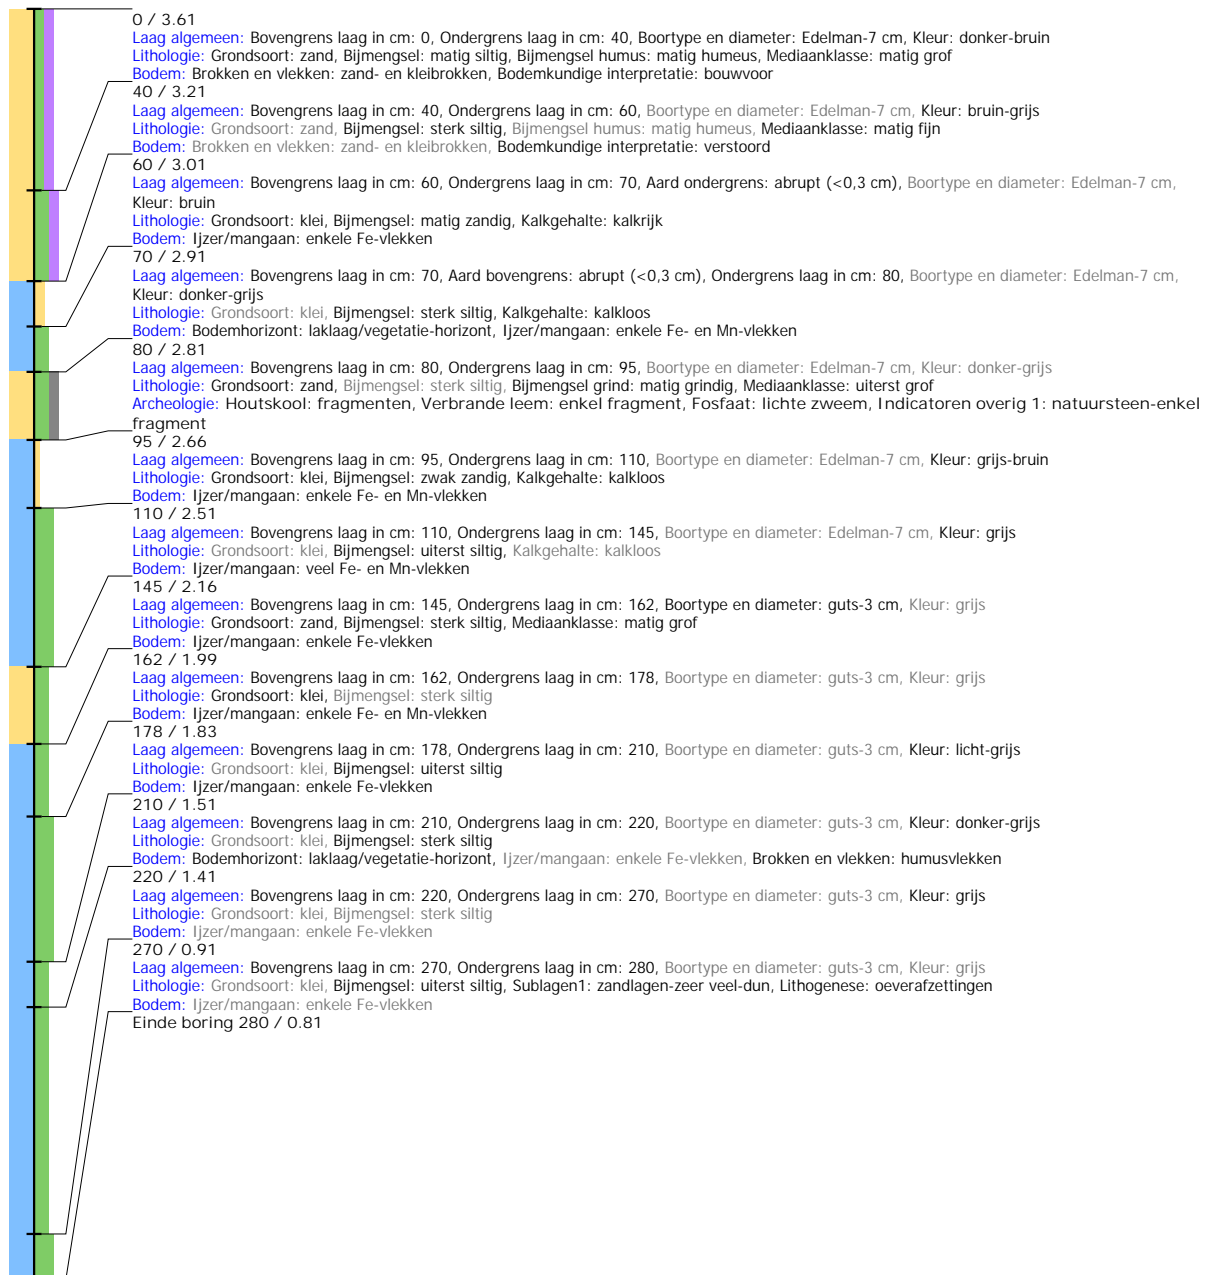 0 / 3.61
Laag algemeen: Bovengrens laag in cm: 0, Ondergrens laag in cm: 40, Boortype en diameter: Edelman-7 cm, Kleur: donker-bruin
Lithologie: Grondsoort: zand, Bijmengsel: matig siltig, Bijmengsel humus: matig humeus, Mediaanklasse: matig grof
Bodem: Brokken en vlekken: zand- en kleibrokken, Bodemkundige interpretatie: bouwvoor
40 / 3.21
Laag algemeen: Bovengrens laag in cm: 40, Ondergrens laag in cm: 60, Boortype en diameter: Edelman-7 cm, Kleur: bruin-grijs
Lithologie: Grondsoort: zand, Bijmengsel: sterk siltig, Bijmengsel humus: matig humeus, Mediaanklasse: matig fijn
Bodem: Brokken en vlekken: zand- en kleibrokken, Bodemkundige interpretatie: verstoord
60 / 3.01
Laag algemeen: Bovengrens laag in cm: 60, Ondergrens laag in cm: 70, Aard ondergrens: abrupt (<0,3 cm), Boortype en diameter: Edelman-7 cm,
Kleur: bruin
Lithologie: Grondsoort: klei, Bijmengsel: matig zandig, Kalkgehalte: kalkrijk
Bodem: Ijzer/mangaan: enkele Fe-vlekken
70 / 2.91
Laag algemeen: Bovengrens laag in cm: 70, Aard bovengrens: abrupt (<0,3 cm), Ondergrens laag in cm: 80, Boortype en diameter: Edelman-7 cm,
Kleur: donker-grijs
Lithologie: Grondsoort: klei, Bijmengsel: sterk siltig, Kalkgehalte: kalkloos
Bodem: Bodemhorizont: laklaag/vegetatie-horizont, Ijzer/mangaan: enkele Fe- en Mn-vlekken
80 / 2.81
Laag algemeen: Bovengrens laag in cm: 80, Ondergrens laag in cm: 95, Boortype en diameter: Edelman-7 cm, Kleur: donker-grijs
Lithologie: Grondsoort: zand, Bijmengsel: sterk siltig, Bijmengsel grind: matig grindig, Mediaanklasse: uiterst grof
Archeologie: Houtskool: fragmenten, Verbrande leem: enkel fragment, Fosfaat: lichte zweem, Indicatoren overig 1: natuursteen-enkel
fragment
95 / 2.66
Laag algemeen: Bovengrens laag in cm: 95, Ondergrens laag in cm: 110, Boortype en diameter: Edelman-7 cm, Kleur: grijs-bruin
Lithologie: Grondsoort: klei, Bijmengsel: zwak zandig, Kalkgehalte: kalkloos
Bodem: Ijzer/mangaan: enkele Fe- en Mn-vlekken
110 / 2.51
Laag algemeen: Bovengrens laag in cm: 110, Ondergrens laag in cm: 145, Boortype en diameter: Edelman-7 cm, Kleur: grijs
Lithologie: Grondsoort: klei, Bijmengsel: uiterst siltig, Kalkgehalte: kalkloos
Bodem: Ijzer/mangaan: veel Fe- en Mn-vlekken
145 / 2.16
Laag algemeen: Bovengrens laag in cm: 145, Ondergrens laag in cm: 162, Boortype en diameter: guts-3 cm, Kleur: grijs
Lithologie: Grondsoort: zand, Bijmengsel: sterk siltig, Mediaanklasse: matig grof
Bodem: Ijzer/mangaan: enkele Fe-vlekken
162 / 1.99
Laag algemeen: Bovengrens laag in cm: 162, Ondergrens laag in cm: 178, Boortype en diameter: guts-3 cm, Kleur: grijs
Lithologie: Grondsoort: klei, Bijmengsel: sterk siltig
Bodem: Ijzer/mangaan: enkele Fe- en Mn-vlekken
178 / 1.83
Laag algemeen: Bovengrens laag in cm: 178, Ondergrens laag in cm: 210, Boortype en diameter: guts-3 cm, Kleur: licht-grijs
Lithologie: Grondsoort: klei, Bijmengsel: uiterst siltig
Bodem: Ijzer/mangaan: enkele Fe-vlekken
210 / 1.51
Laag algemeen: Bovengrens laag in cm: 210, Ondergrens laag in cm: 220, Boortype en diameter: guts-3 cm, Kleur: donker-grijs
Lithologie: Grondsoort: klei, Bijmengsel: sterk siltig
Bodem: Bodemhorizont: laklaag/vegetatie-horizont, Ijzer/mangaan: enkele Fe-vlekken, Brokken en vlekken: humusvlekken
220 / 1.41
Laag algemeen: Bovengrens laag in cm: 220, Ondergrens laag in cm: 270, Boortype en diameter: guts-3 cm, Kleur: grijs
Lithologie: Grondsoort: klei, Bijmengsel: sterk siltig
Bodem: Ijzer/mangaan: enkele Fe-vlekken
270 / 0.91
Laag algemeen: Bovengrens laag in cm: 270, Ondergrens laag in cm: 280, Boortype en diameter: guts-3 cm, Kleur: grijs
Lithologie: Grondsoort: klei, Bijmengsel: uiterst siltig, Sublagen1: zandlagen-zeer veel-dun, Lithogenese: oeverafzettingen
Bodem: Ijzer/mangaan: enkele Fe-vlekken
Einde boring 280 / 0.81